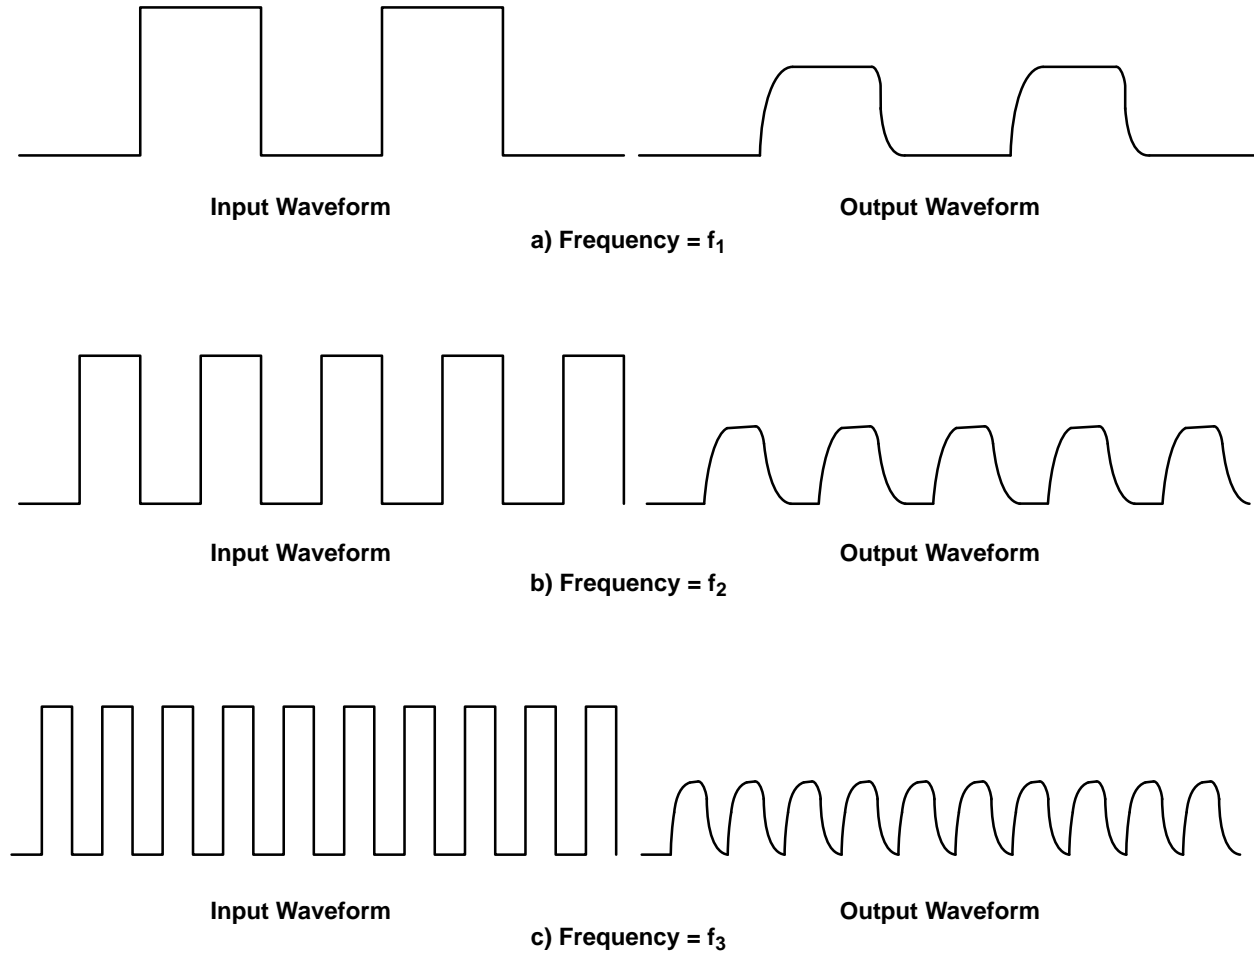 Input Waveform
Output Waveform
a) Frequency = f₁
Input Waveform
Output Waveform
b) Frequency = f₂
Input Waveform
Output Waveform
c) Frequency = f₃